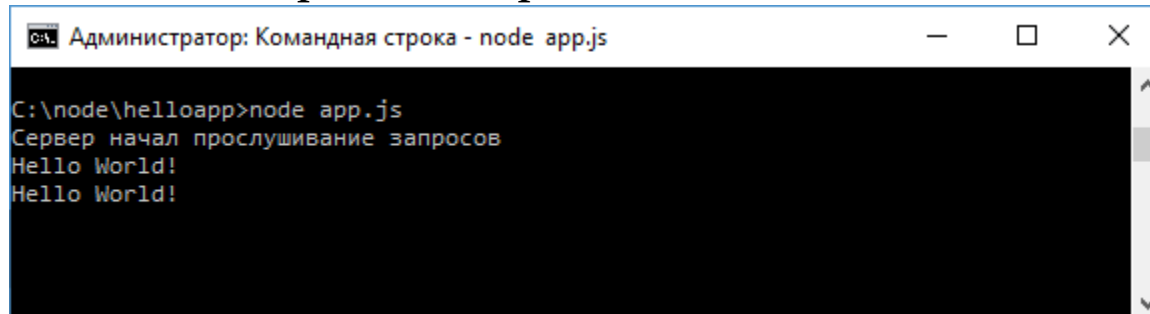 Администратор: Командная строка - node app.js
C:\node\helloapp>node app.js
Сервер начал прослушивание запросов
Hello World!
Hello World!